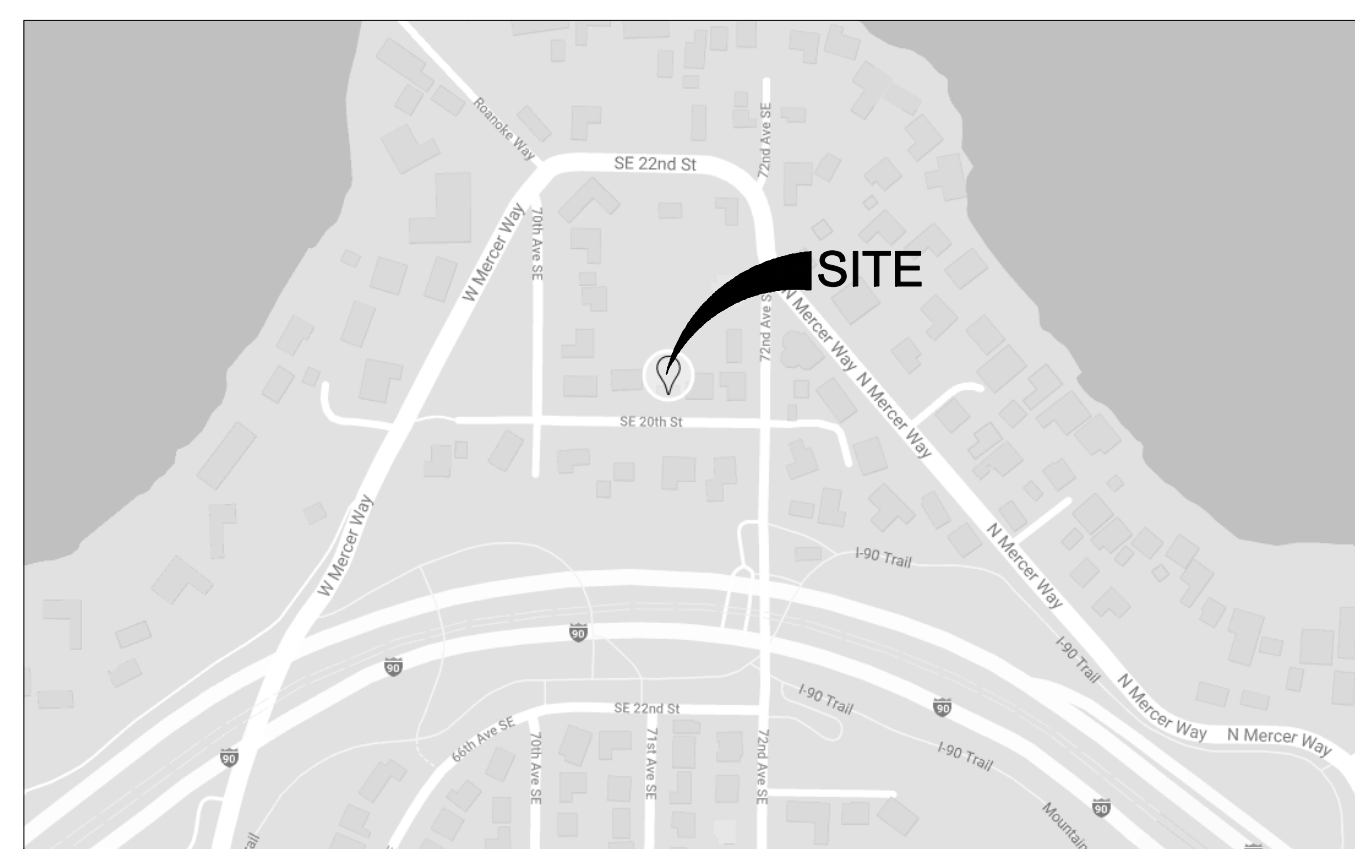 Roanoke Way
SE 22nd St
72nd Ave SE
W Mercer Way
70th Ave SE
SITE
N Mercer Way
72nd Ave S
N Mercer Way
SE 20th St
W Mercer Way
I-90 Trail
N Mercer Way
90
90
I-90 Trail
90
I-90 Trail
90
SE 22nd St
N Mercer Way
N Mercer Way
66th Ave SE
70th Ave SE
71st Ave SE
72nd Ave SE
I-90 Trail
90
Mountain
ail
90